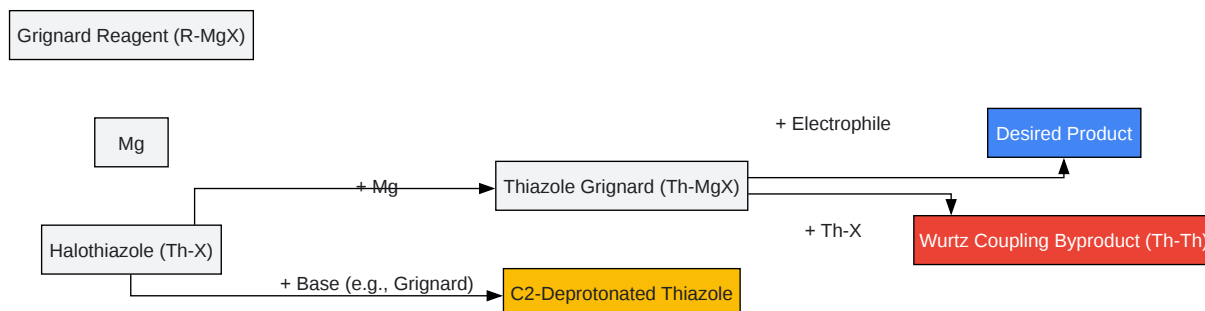 Grignard Reagent (R-MgX)
+ Electrophile
Desired Product
Mg
+ Mg
Thiazole Grignard (Th-MgX)
+ Th-X
Wurtz Coupling Byproduct (Th-Th)
Halothiazole (Th-X)
+ Base (e.g., Grignard)
C2-Deprotonated Thiazole